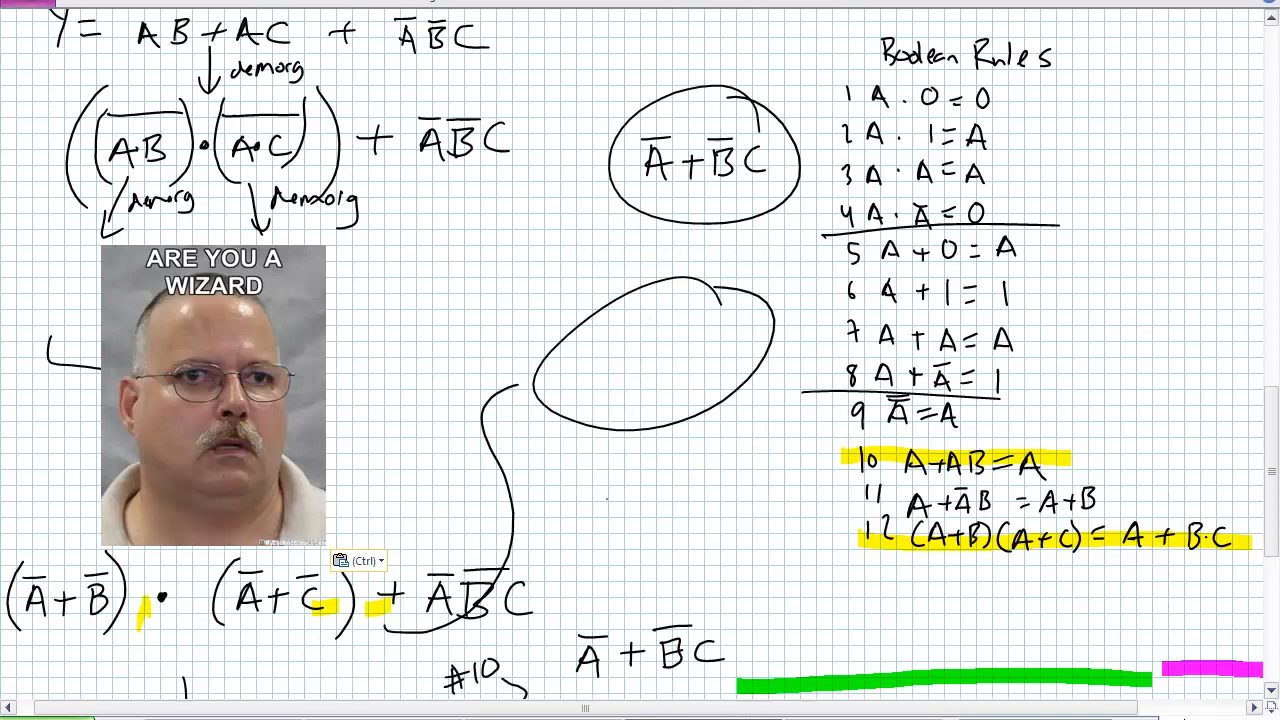 Y = AB + AC + A̅ B̅ C
demorg
((A̅·̅B̅)·(A̅·̅C̅)) + A̅ B̅ C
demorg
Demorg
ARE YOU A
WIZARD
(Ctrl)
(A̅ + B̅) · (A̅ + C̅) + A̅ B̅ C
#10
A̅ + B̅ C
A̅ + B̅ C
Boolean Rules
1 A · 0 = 0
2 A · 1 = A
3 A · A = A
4 A · A̅ = 0
5 A + 0 = A
6 A + 1 = 1
7 A + A = A
8 A + A̅ = 1
9 A̿ = A
10 A + AB = A
11 A + A̅ B = A + B
12 (A+B)(A+C) = A + B·C